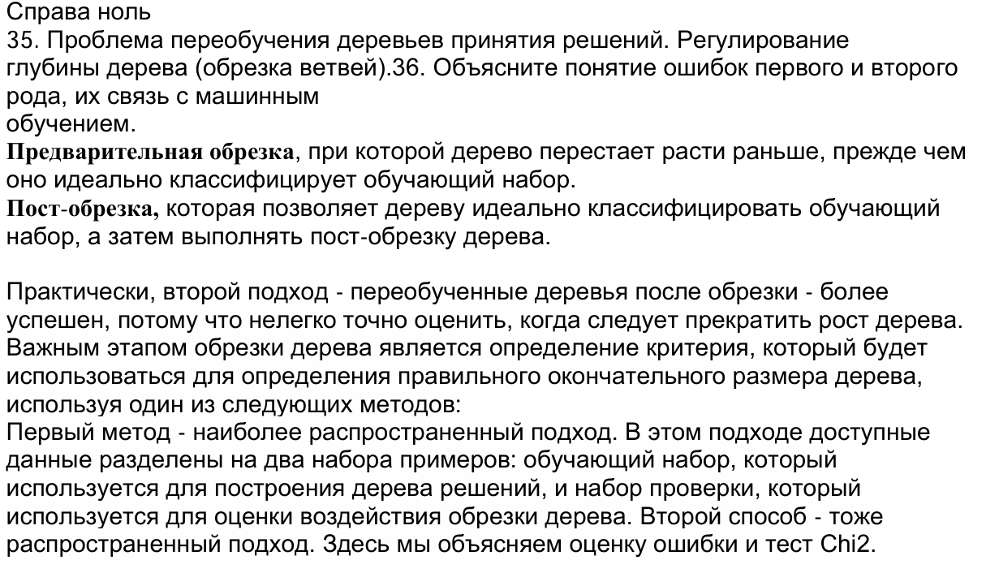 Справа ноль
35. Проблема переобучения деревьев принятия решений. Регулирование
глубины дерева (обрезка ветвей).36. Объясните понятие ошибок первого и второго
рода, их связь с машинным
обучением.
Предварительная обрезка, при которой дерево перестает расти раньше, прежде чем
оно идеально классифицирует обучающий набор.
Пост-обрезка, которая позволяет дереву идеально классифицировать обучающий
набор, а затем выполнять пост-обрезку дерева.
Практически, второй подход - переобученные деревья после обрезки - более
успешен, потому что нелегко точно оценить, когда следует прекратить рост дерева.
Важным этапом обрезки дерева является определение критерия, который будет
использоваться для определения правильного окончательного размера дерева,
используя один из следующих методов:
Первый метод - наиболее распространенный подход. В этом подходе доступные
данные разделены на два набора примеров: обучающий набор, который
используется для построения дерева решений, и набор проверки, который
используется для оценки воздействия обрезки дерева. Второй способ - тоже
распространенный подход. Здесь мы объясняем оценку ошибки и тест Chi2.